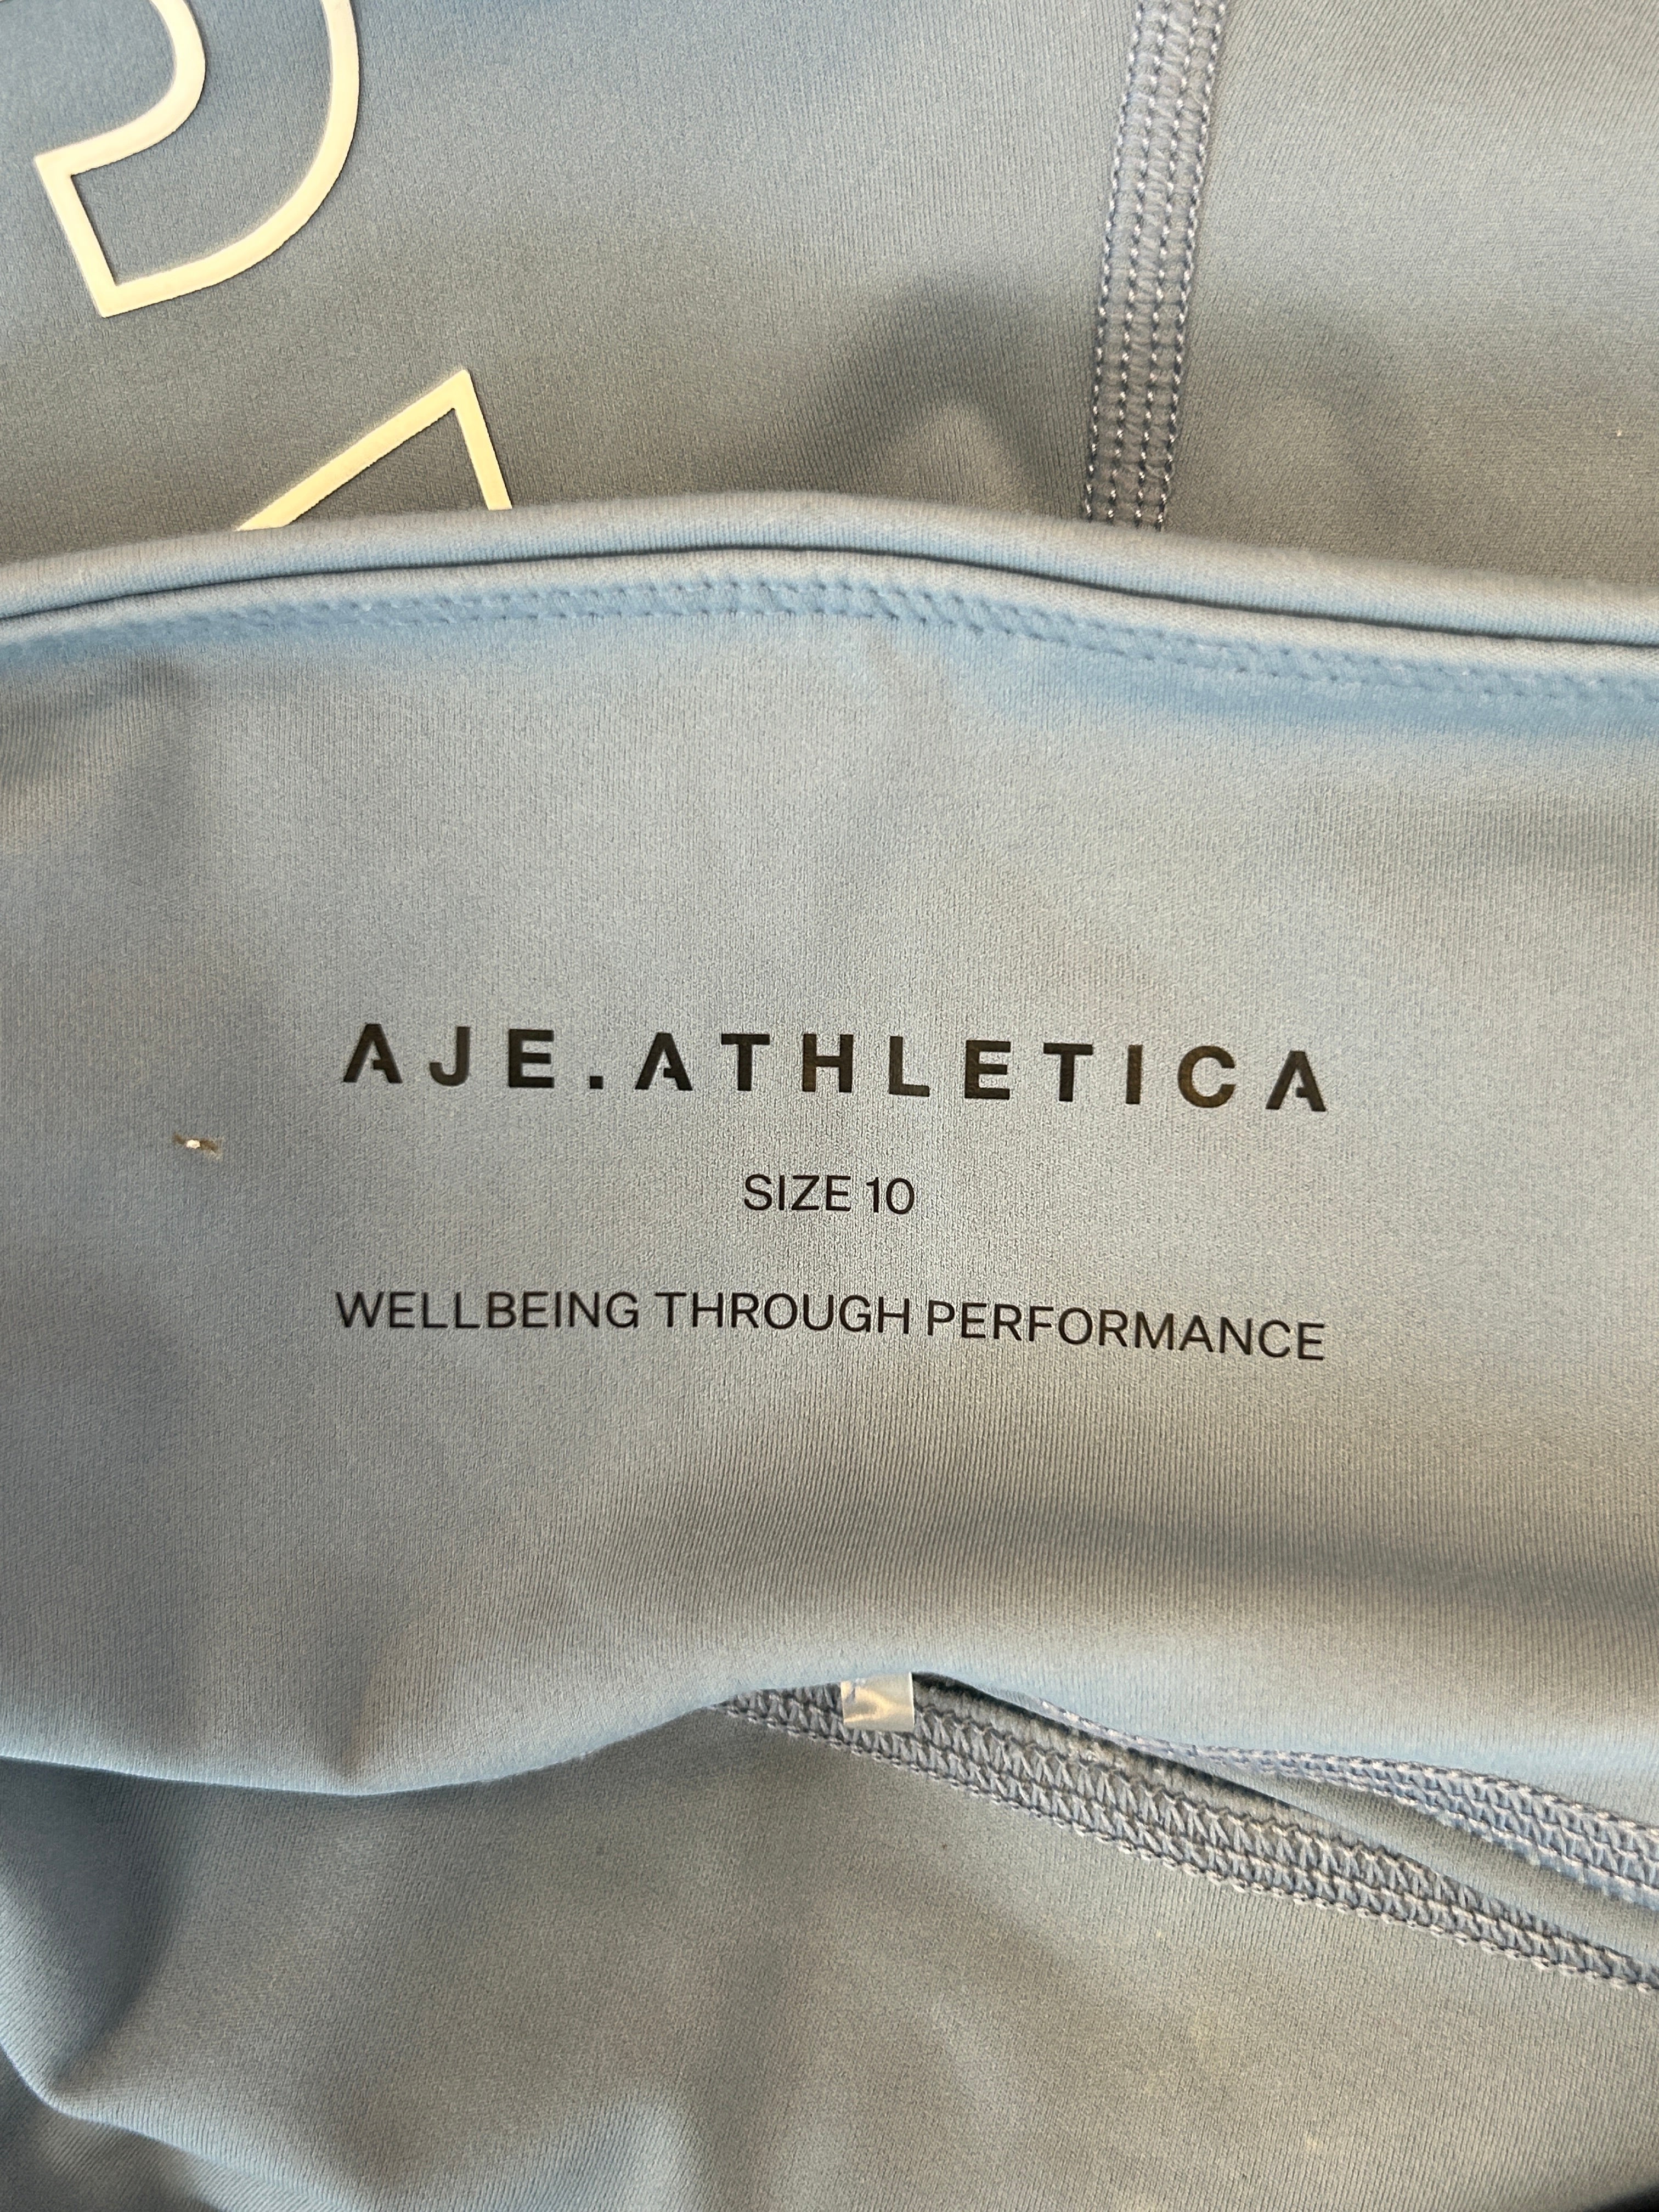 AJE.ATHLETICA
SIZE 10
WELLBEING THROUGH PERFORMANCE